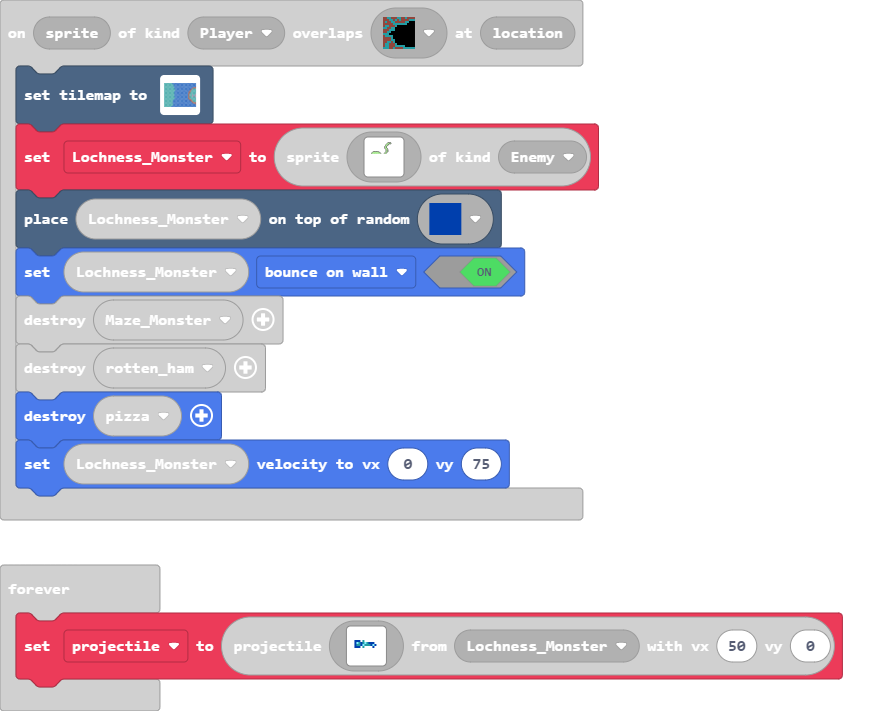 on sprite of kind Player overlaps at location
set tilemap to
set Lochness_Monster to sprite of kind Enemy
place Lochness_Monster on top of random
set Lochness_Monster bounce on wall ON
destroy Maze_Monster
destroy rotten_ham
destroy pizza
set Lochness_Monster velocity to vx 0 vy 75
forever
set projectile to projectile from Lochness_Monster with vx 50 vy 0